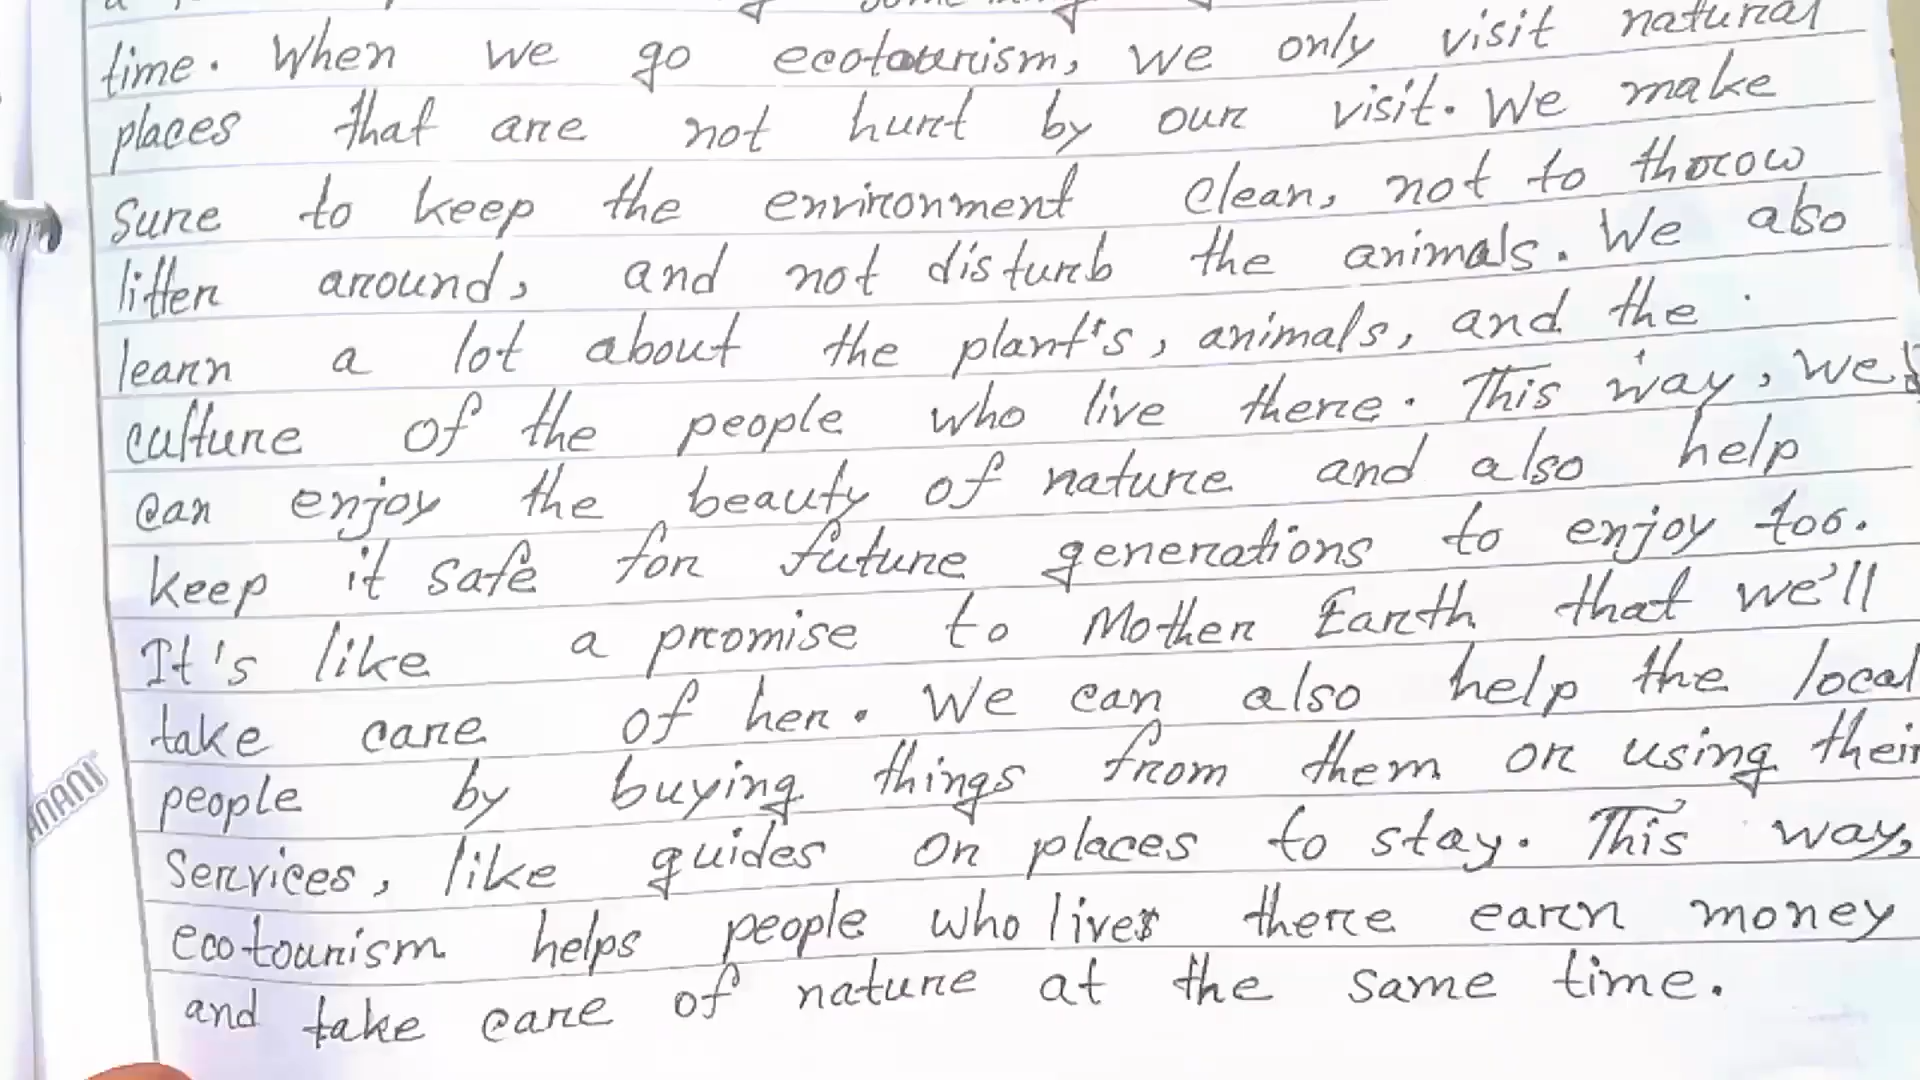 time. When we go ecotourism, we only visit natural
places that are not hurt by our visit. We make
sure to keep the environment clean, not to throw
litter around, and not disturb the animals. We also
learn a lot about the plant's, animals, and the
culture of the people who live there. This way, we
can enjoy the beauty of nature and also help
keep it safe for future generations to enjoy too.
It's like a promise to Mother Earth that we'll
take care of her. We can also help the local
people by buying things from them or using their
services, like guides or places to stay. This way,
ecotourism helps people who lives there earn money
and take care of nature at the same time.